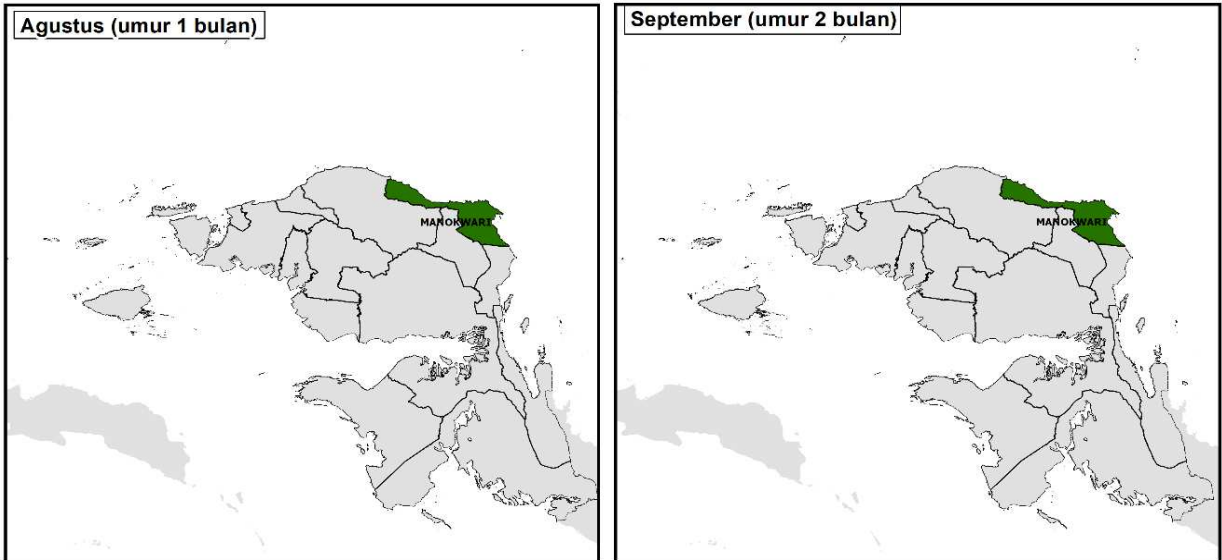 Agustus (umur 1 bulan)
September (umur 2 bulan)
MANOKWARI
MANOKWARI